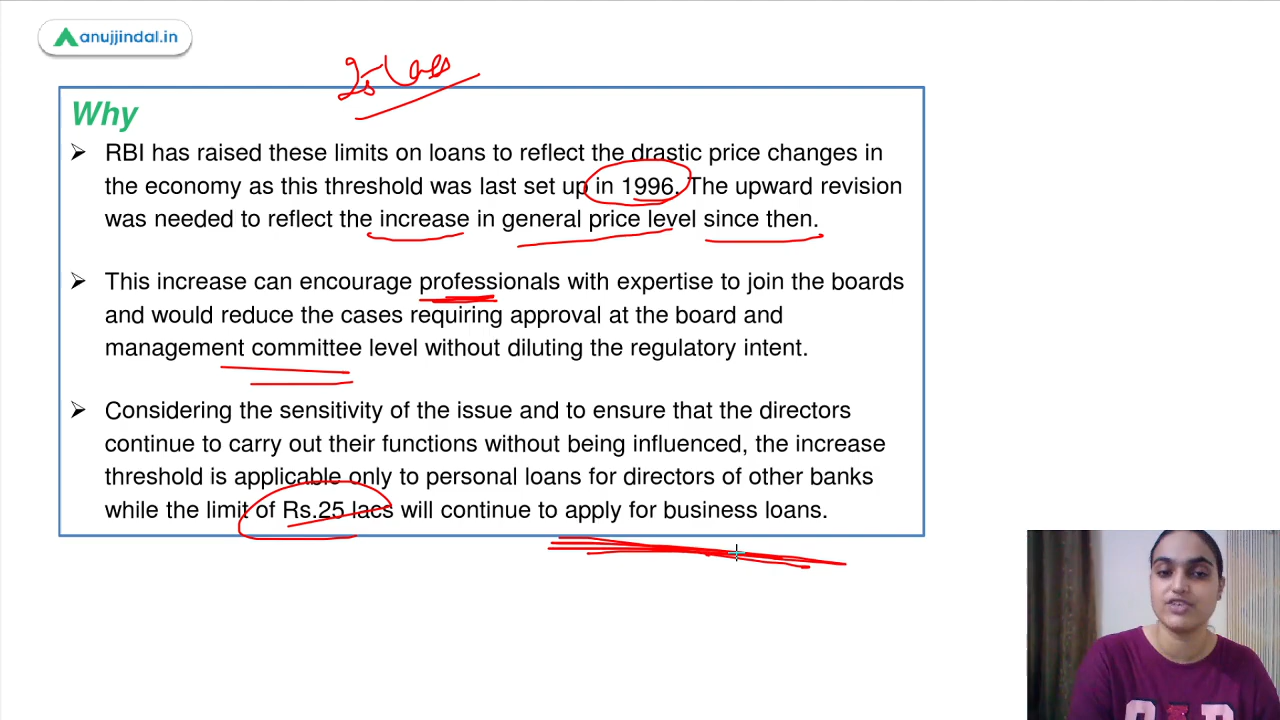 anujjindal.in
25 lacs
Why
➢ RBI has raised these limits on loans to reflect the drastic price changes in
the economy as this threshold was last set up in 1996. The upward revision
was needed to reflect the increase in general price level since then.
➢ This increase can encourage professionals with expertise to join the boards
and would reduce the cases requiring approval at the board and
management committee level without diluting the regulatory intent.
➢ Considering the sensitivity of the issue and to ensure that the directors
continue to carry out their functions without being influenced, the increase
threshold is applicable only to personal loans for directors of other banks
while the limit of Rs.25 lacs will continue to apply for business loans.